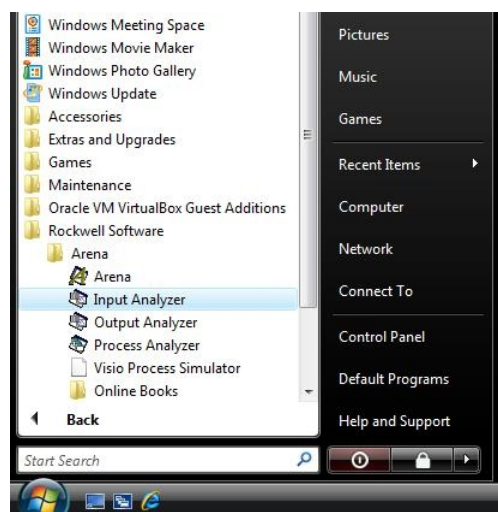 Windows Meeting Space
Windows Movie Maker
Windows Photo Gallery
Windows Update
Accessories
Extras and Upgrades
Games
Maintenance
Oracle VM VirtualBox Guest Additions
Rockwell Software
Arena
Arena
Input Analyzer
Output Analyzer
Process Analyzer
Visio Process Simulator
Online Books
Back
Start Search
Pictures
Music
Games
Recent Items
Computer
Network
Connect To
Control Panel
Default Programs
Help and Support